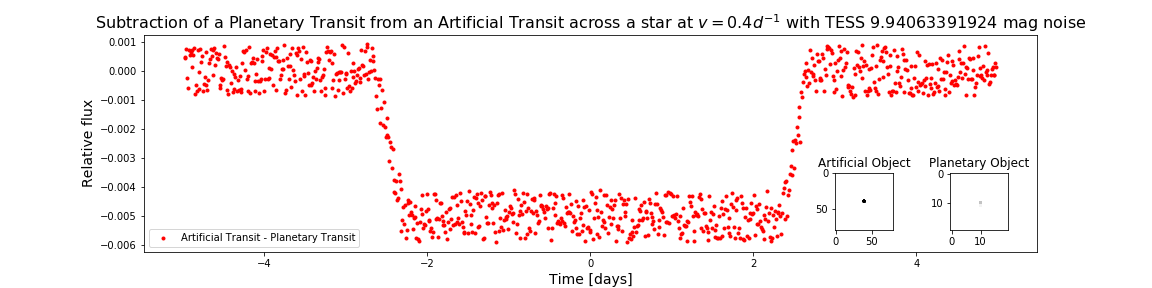 Subtraction of a Planetary Transit from an Artificial Transit across a star at v = 0.4d⁻¹ with TESS 9.94063391924 mag noise
0.001
0.000
−0.001
−0.002
−0.003
−0.004
−0.005
−0.006
Relative flux
Artificial Transit - Planetary Transit
Artificial Object
0
50
0 50
Planetary Object
0
10
0 10
−4 −2 0 2 4
Time [days]